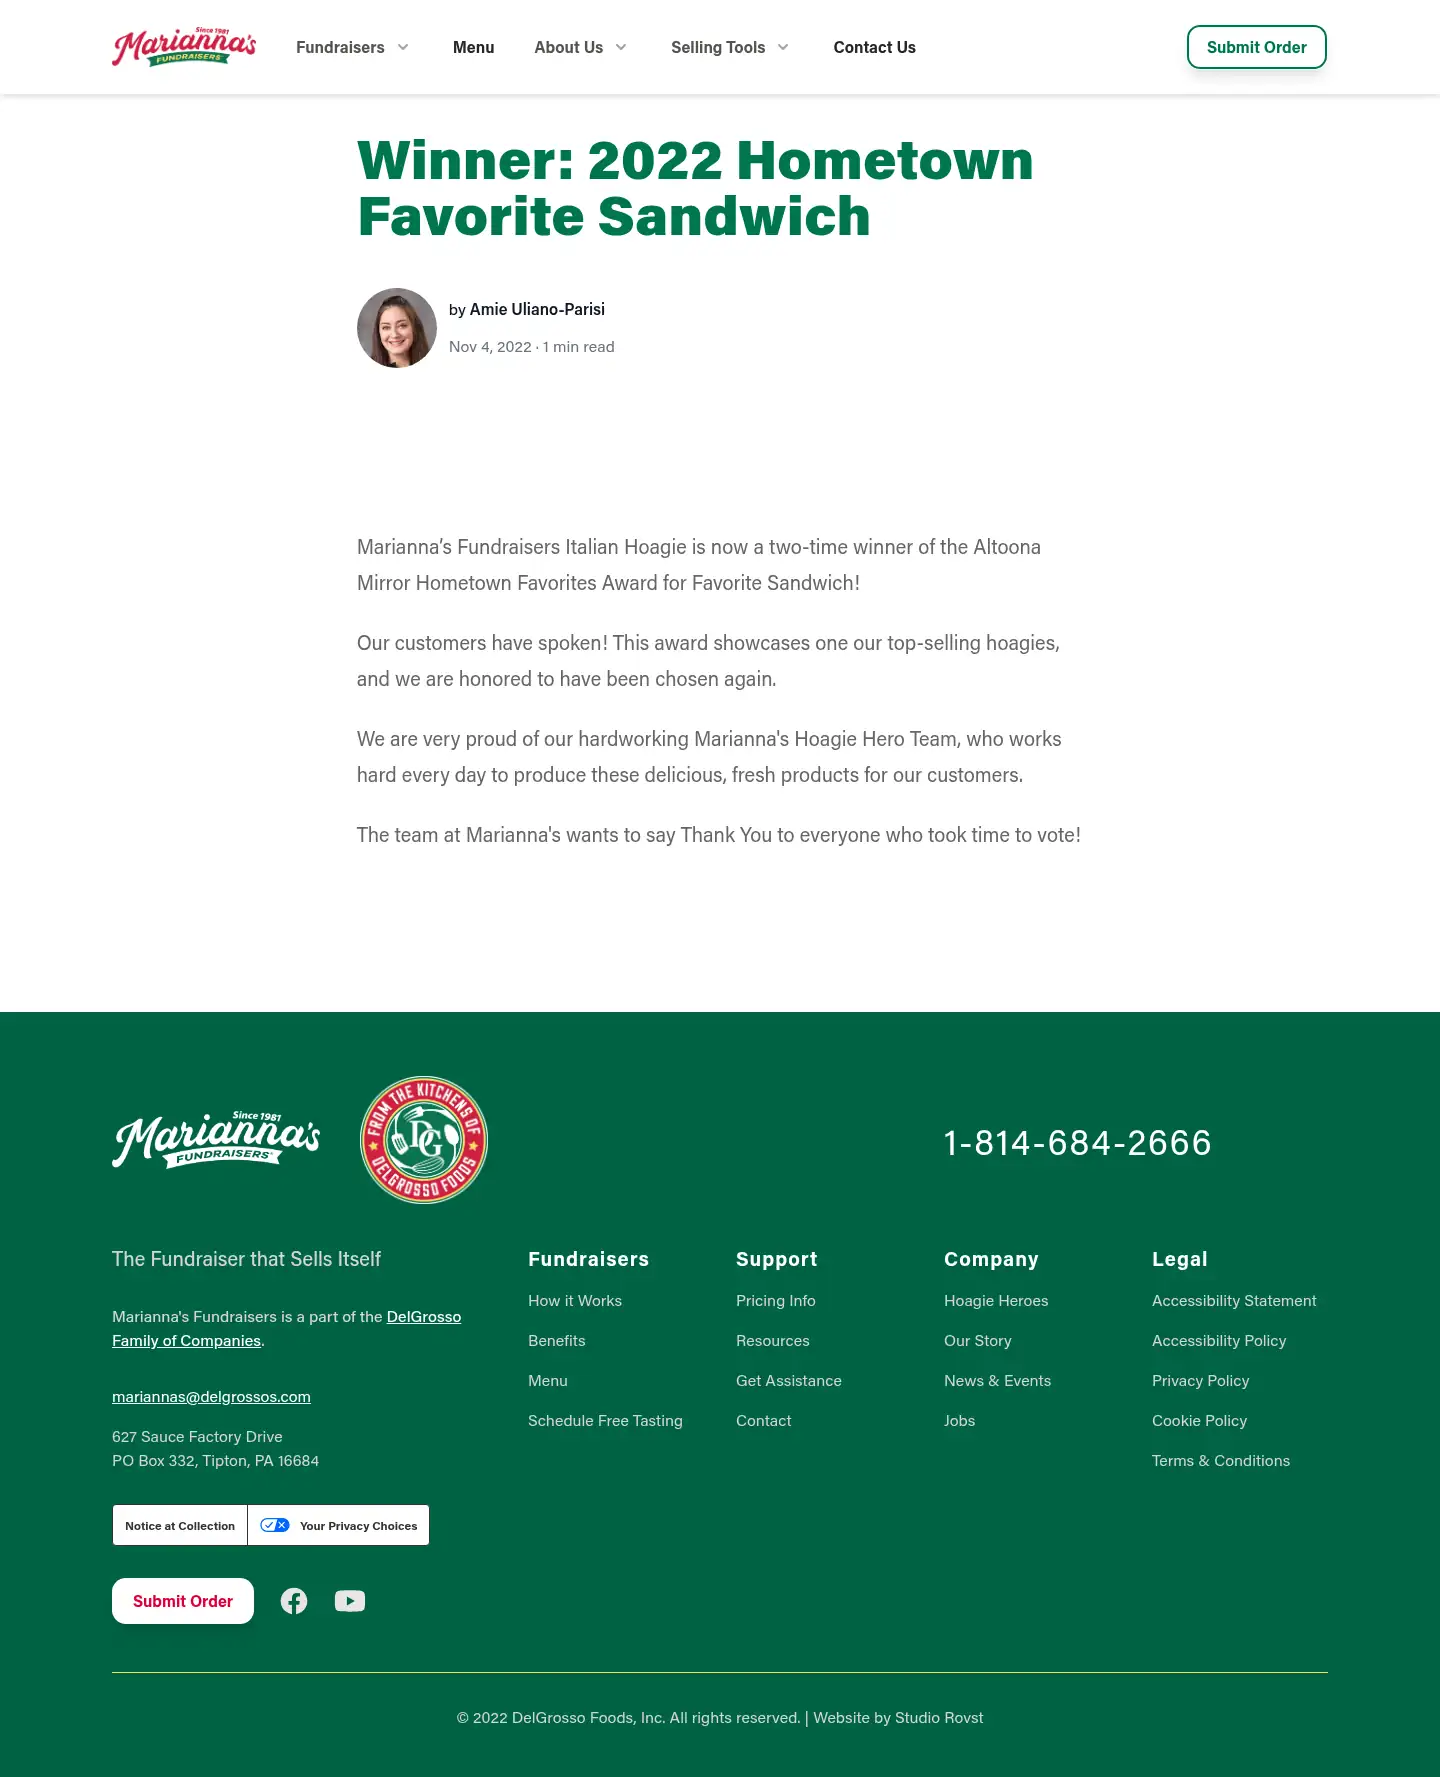 Since 1981
Marianna's
FUNDRAISERS
Fundraisers
Menu
About Us
Selling Tools
Contact Us
Submit Order
Winner: 2022 Hometown
Favorite Sandwich
by Amie Uliano-Parisi
Nov 4, 2022 · 1 min read
Marianna’s Fundraisers Italian Hoagie is now a two-time winner of the Altoona
Mirror Hometown Favorites Award for Favorite Sandwich!
Our customers have spoken! This award showcases one our top-selling hoagies,
and we are honored to have been chosen again.
We are very proud of our hardworking Marianna's Hoagie Hero Team, who works
hard every day to produce these delicious, fresh products for our customers.
The team at Marianna's wants to say Thank You to everyone who took time to vote!
Since 1981
Marianna's
FUNDRAISERS
FROM THE KITCHENS OF
DG
DELGROSSO FOODS
1-814-684-2666
The Fundraiser that Sells Itself
Marianna's Fundraisers is a part of the DelGrosso
Family of Companies.
mariannas@delgrossos.com
627 Sauce Factory Drive
PO Box 332, Tipton, PA 16684
Notice at Collection
Your Privacy Choices
Submit Order
Fundraisers
How it Works
Benefits
Menu
Schedule Free Tasting
Support
Pricing Info
Resources
Get Assistance
Contact
Company
Hoagie Heroes
Our Story
News & Events
Jobs
Legal
Accessibility Statement
Accessibility Policy
Privacy Policy
Cookie Policy
Terms & Conditions
© 2022 DelGrosso Foods, Inc. All rights reserved. | Website by Studio Rovst